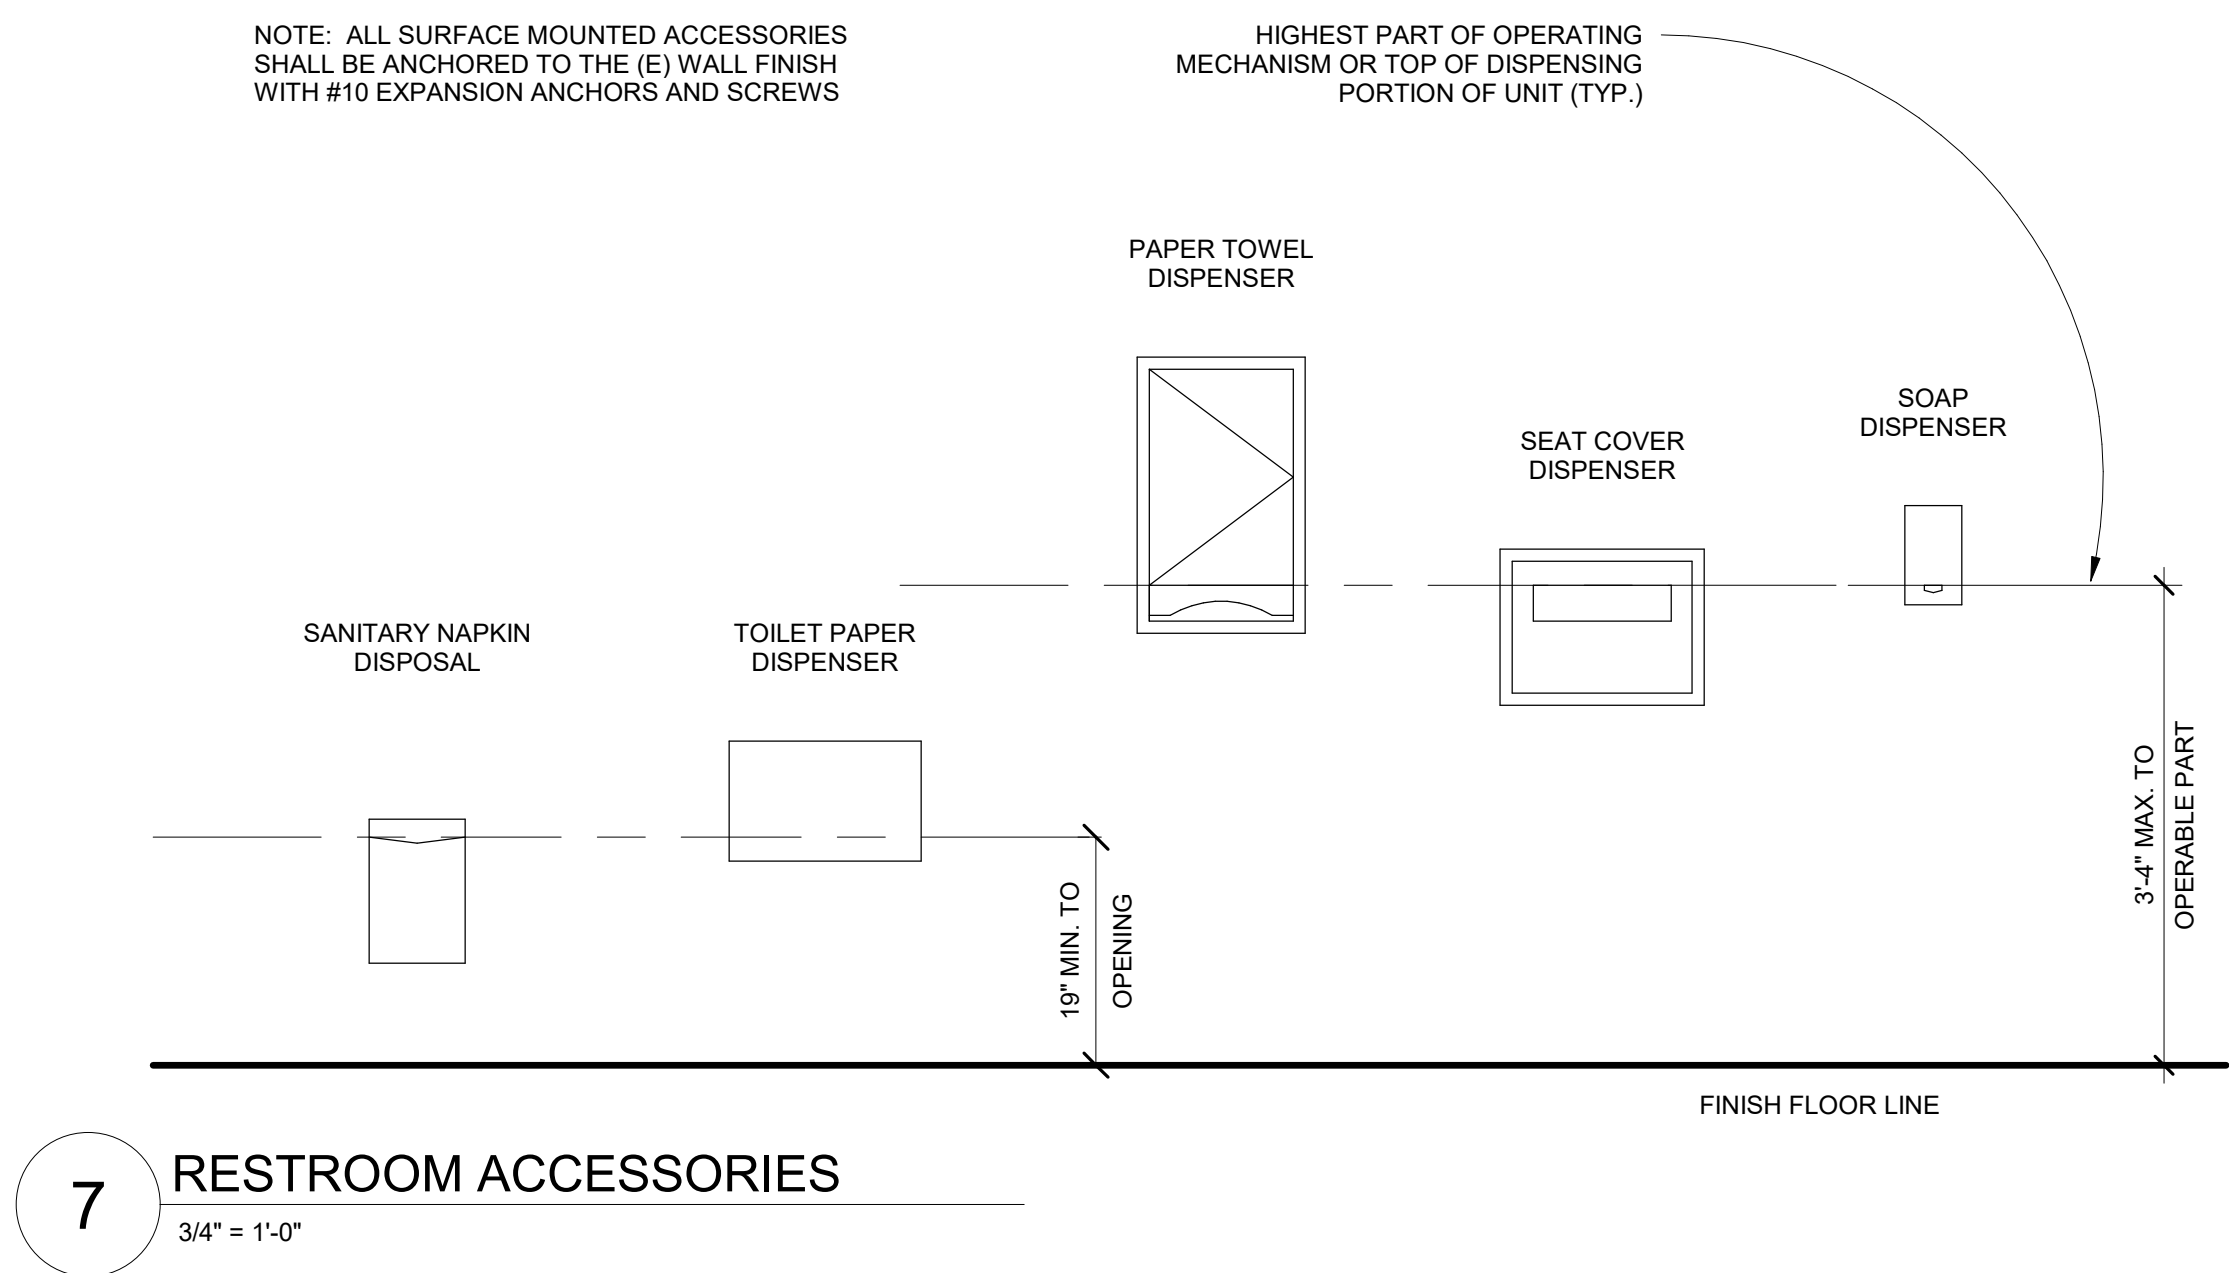 NOTE:  ALL SURFACE MOUNTED ACCESSORIES
SHALL BE ANCHORED TO THE (E) WALL FINISH
WITH #10 EXPANSION ANCHORS AND SCREWS
HIGHEST PART OF OPERATING
MECHANISM OR TOP OF DISPENSING
PORTION OF UNIT (TYP.)
PAPER TOWEL
DISPENSER
SEAT COVER
DISPENSER
SOAP
DISPENSER
SANITARY NAPKIN
DISPOSAL
TOILET PAPER
DISPENSER
19" MIN. TO
OPENING
3'-4" MAX. TO
OPERABLE PART
FINISH FLOOR LINE
7
RESTROOM ACCESSORIES
3/4" = 1'-0"